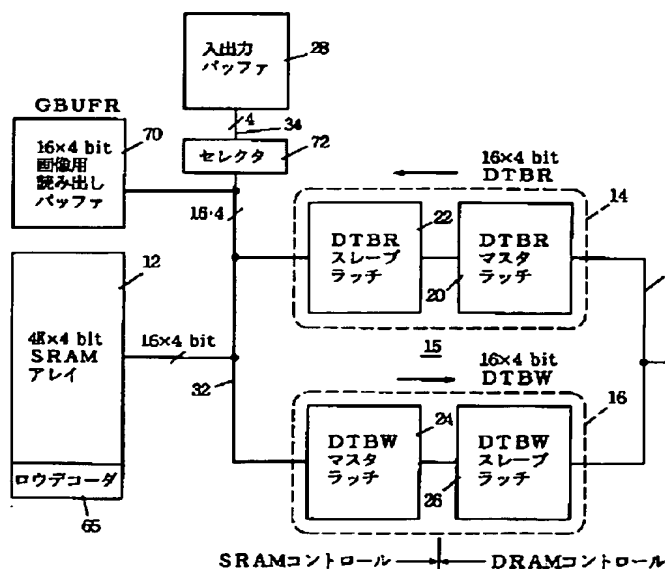 入出力
バッファ
28
GBUFR
4
34
70
16×4 bit
画像用
読み出し
バッファ
セレクタ
72
16·4
16×4 bit
DTBR
14
22
DTBR
スレーブ
ラッチ
DTBR
マスタ
ラッチ
20
12
4K×4 bit
SRAM
アレイ
16×4 bit
32
15
16×4 bit
DTBW
16
24
DTBW
マスタ
ラッチ
DTBW
スレーブ
ラッチ
26
ロウデコーダ
65
SRAMコントロール
DRAMコントロール